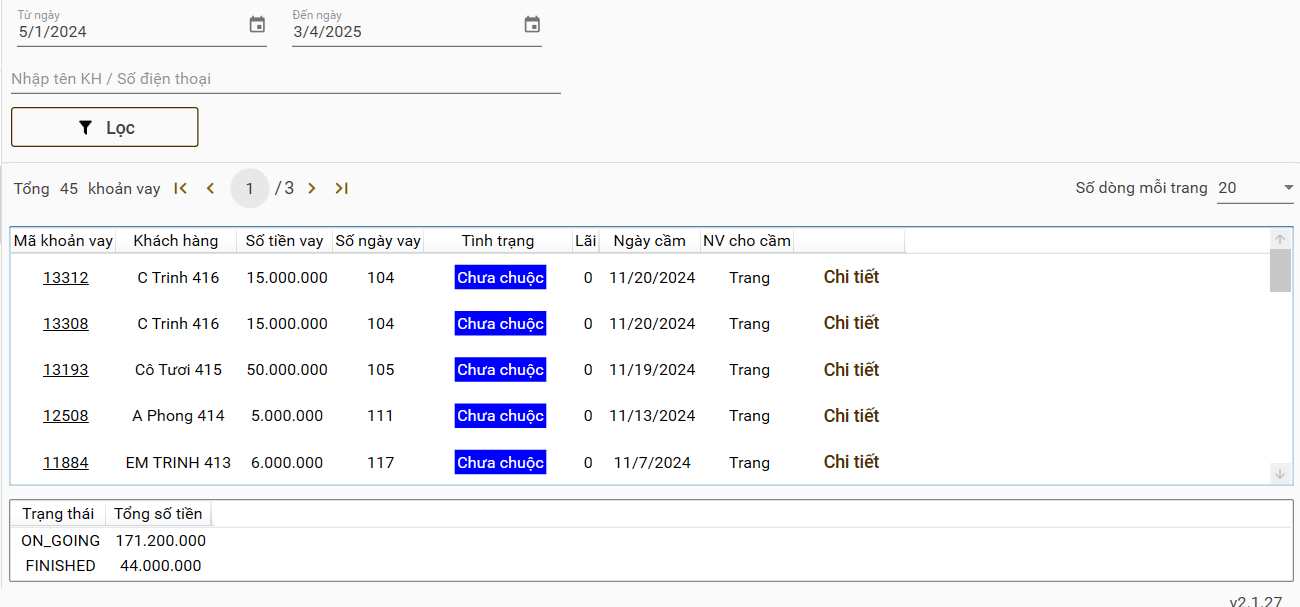 Từ ngày Đến ngày
5/1/2024 3/4/2025
Nhập tên KH / Số điện thoại
Lọc
Tổng 45 khoản vay 1 / 3 Số dòng mỗi trang 20
Mã khoản vay Khách hàng Số tiền vay Số ngày vay Tình trạng Lãi Ngày cầm NV cho cầm
13312 C Trinh 416 15.000.000 104 Chưa chuộc 0 11/20/2024 Trang Chi tiết
13308 C Trinh 416 15.000.000 104 Chưa chuộc 0 11/20/2024 Trang Chi tiết
13193 Cô Tươi 415 50.000.000 105 Chưa chuộc 0 11/19/2024 Trang Chi tiết
12508 A Phong 414 5.000.000 111 Chưa chuộc 0 11/13/2024 Trang Chi tiết
11884 EM TRINH 413 6.000.000 117 Chưa chuộc 0 11/7/2024 Trang Chi tiết
Trạng thái Tổng số tiền
ON_GOING 171.200.000
FINISHED 44.000.000
v2.1.27